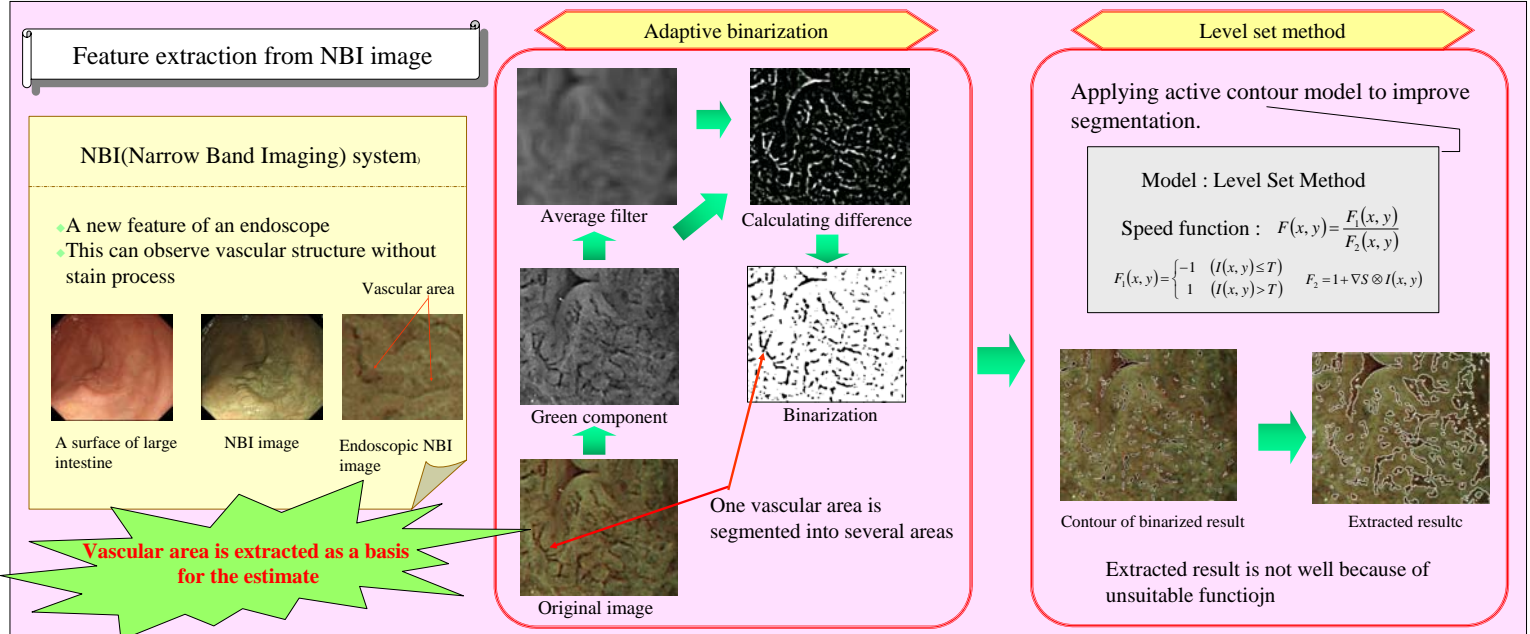 Feature extraction from NBI image
NBI(Narrow Band Imaging) system)
A new feature of an endoscope
This can observe vascular structure without
stain process
Vascular area
A surface of large
intestine
NBI image
Endoscopic NBI
image
Vascular area is extracted as a basis
for the estimate
Adaptive binarization
Average filter
Calculating difference
Green component
Binarization
One vascular area is
segmented into several areas
Original image
Level set method
Applying active contour model to improve
segmentation.
Model : Level Set Method
Speed function : F(x, y) = F₁(x, y) / F₂(x, y)
F₁(x, y) = { −1 (I(x, y) ≤ T)
1 (I(x, y) > T)
F₂ = 1 + ∇S ⊗ I(x, y)
Contour of binarized result
Extracted resultc
Extracted result is not well because of
unsuitable functiojn